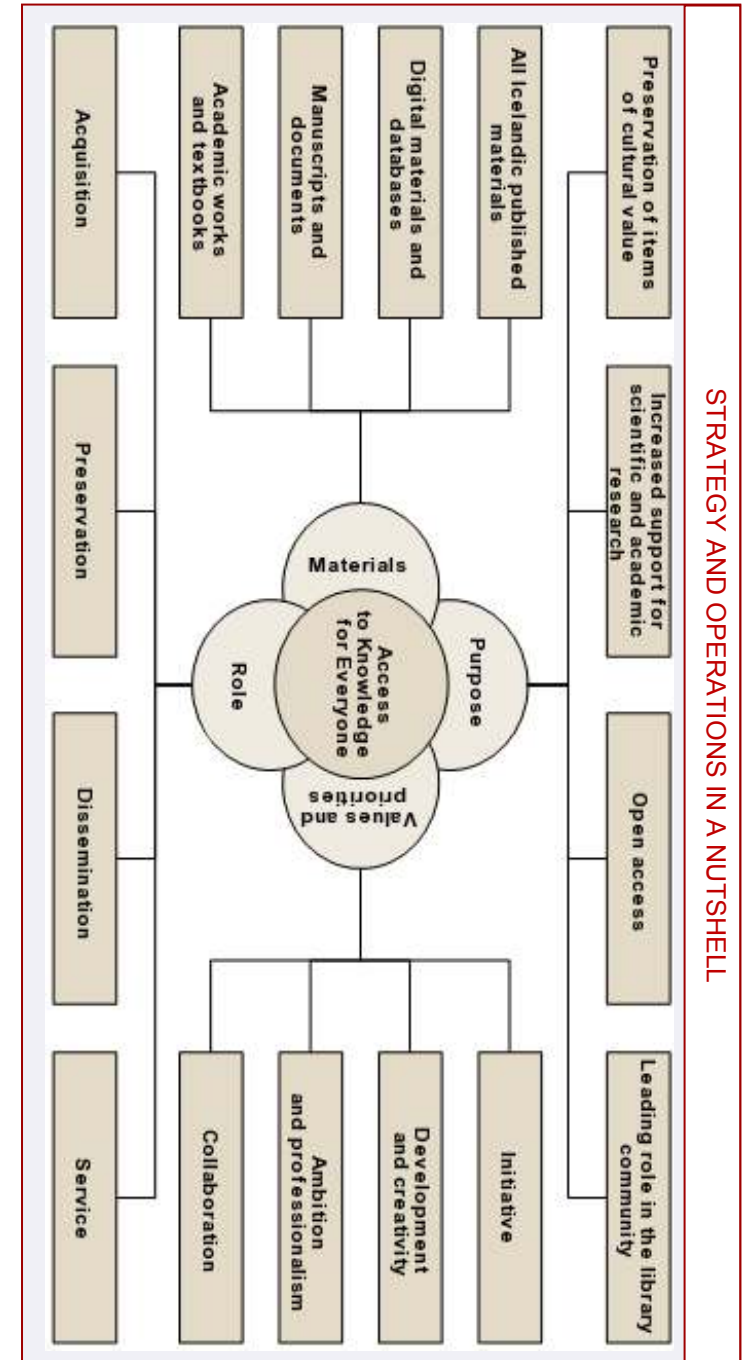 STRATEGY AND OPERATIONS IN A NUTSHELL
Preservation of items
of cultural value
Increased support for
scientific and academic
research
Open access
Leading role in the library
community
All Icelandic published
materials
Digital materials and
databases
Manuscripts and
documents
Academic works
and textbooks
Purpose
Materials
Access
to Knowledge
for Everyone
Values and
priorities
Role
Initiative
Development
and creativity
Ambition
and professionalism
Collaboration
Acquisition
Preservation
Dissemination
Service